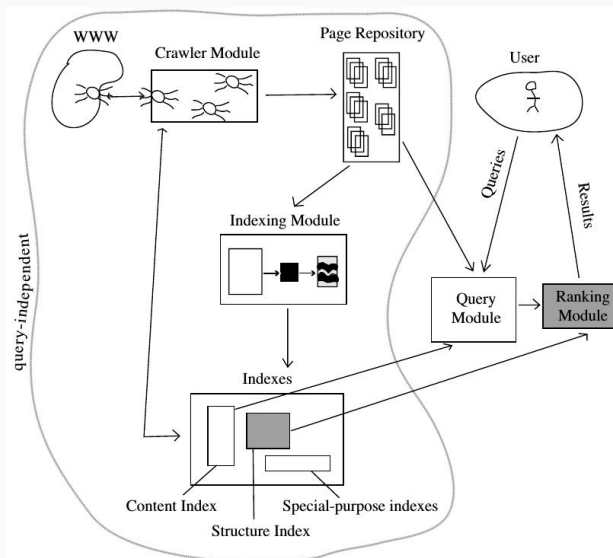 WWW
Crawler Module
Page Repository
User
Queries
Results
Indexing Module
query-independent
Query
Module
Ranking
Module
Indexes
Content Index
Special-purpose indexes
Structure Index